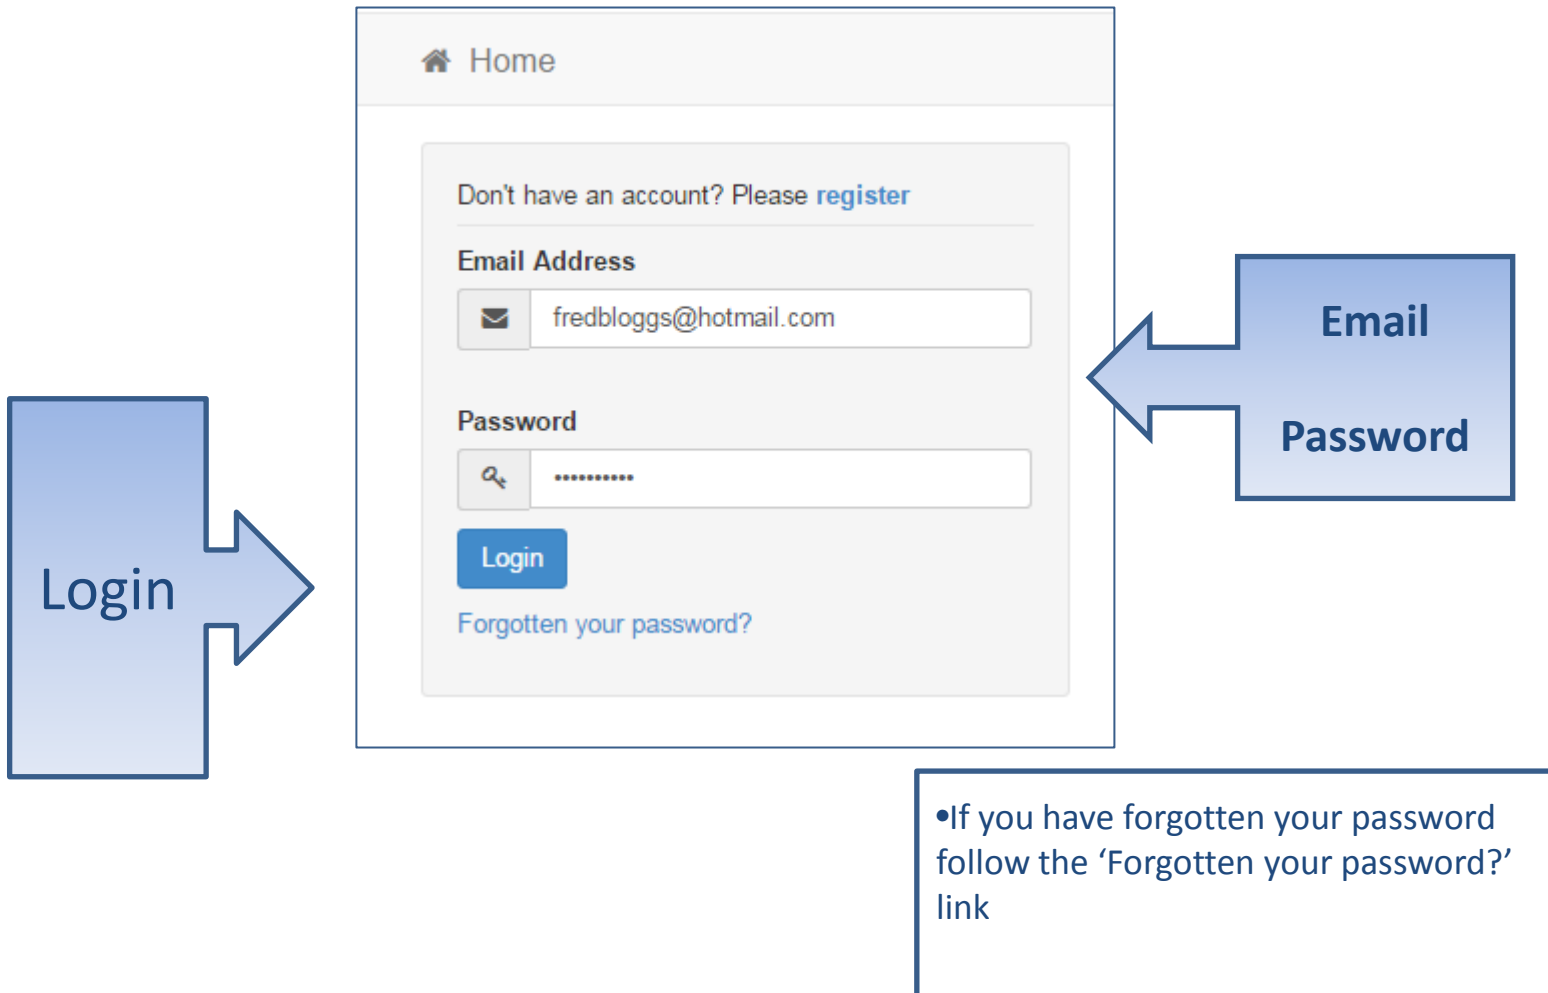 Home
Don't have an account? Please register
Email Address
fredbloggs@hotmail.com
Password
••••••••••
Login
Forgotten your password?
Email
Password
Login
•If you have forgotten your password
follow the ‘Forgotten your password?’
link